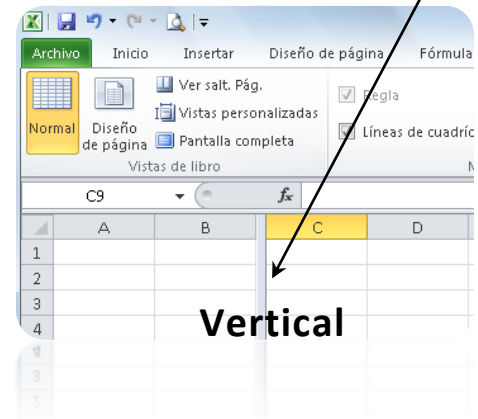 Archivo Inicio Insertar Diseño de página Fórmula
Normal
Diseño de página
Ver salt. Pág.
Vistas personalizadas
Pantalla completa
Vistas de libro
Regla
Líneas de cuadríc
C9 fx
A B C D
1
2
3
4
Vertical